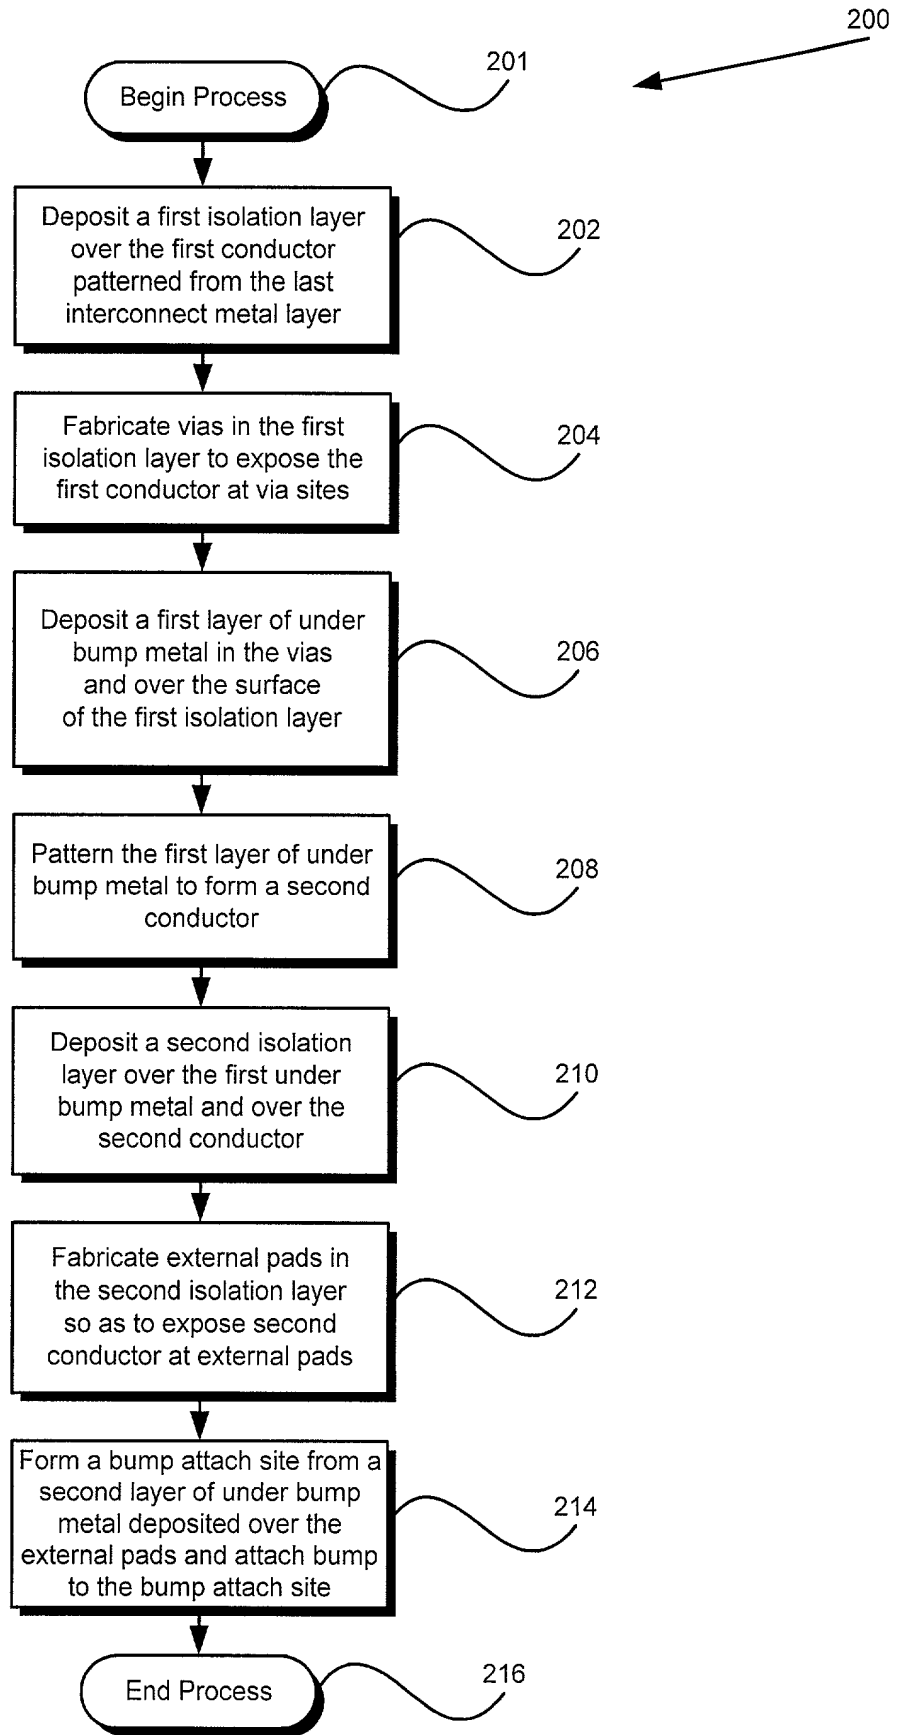 200
201
Begin Process
Deposit a first isolation layer
over the first conductor
patterned from the last
interconnect metal layer
202
Fabricate vias in the first
isolation layer to expose the
first conductor at via sites
204
Deposit a first layer of under
bump metal in the vias
and over the surface
of the first isolation layer
206
Pattern the first layer of under
bump metal to form a second
conductor
208
Deposit a second isolation
layer over the first under
bump metal and over the
second conductor
210
Fabricate external pads in
the second isolation layer
so as to expose second
conductor at external pads
212
Form a bump attach site from a
second layer of under bump
metal deposited over the
external pads and attach bump
to the bump attach site
214
End Process
216